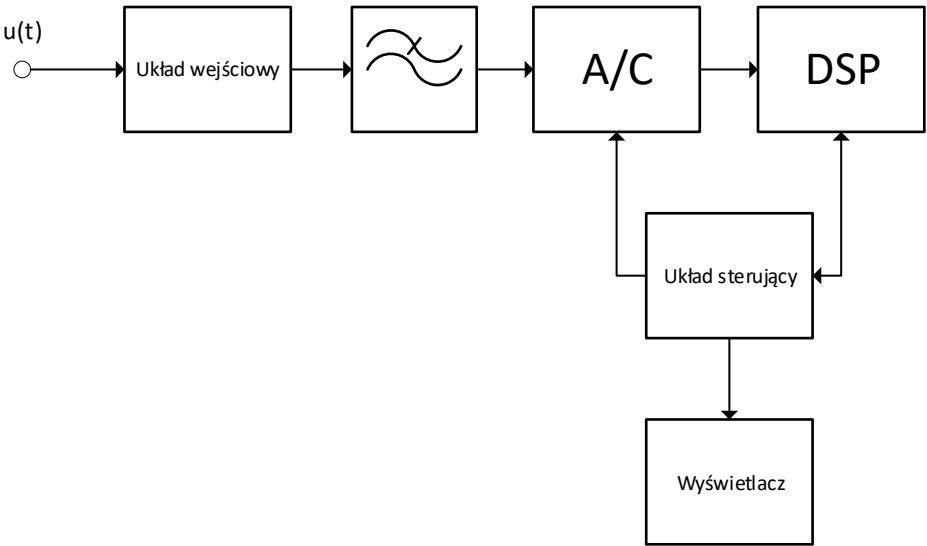 u(t)
Układ wejściowy
A/C
DSP
Układ sterujący
Wyświetlacz